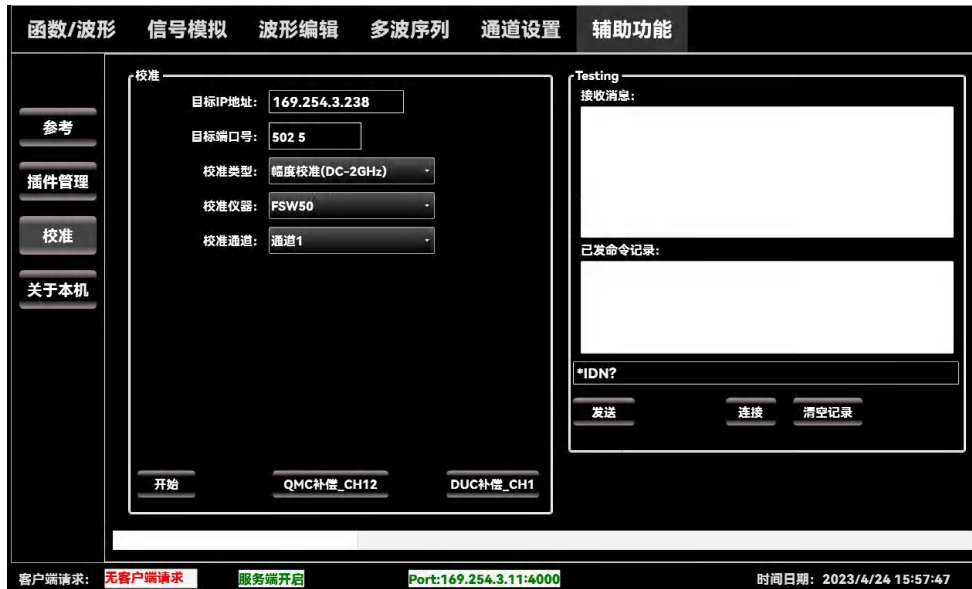 函数/波形 信号模拟 波形编辑 多波序列 通道设置 辅助功能
参考
插件管理
校准
关于本机
校准
目标IP地址: 169.254.3.238
目标端口号: 502 5
校准类型: 幅度校准(DC-2GHz)
校准仪器: FSW50
校准通道: 通道1
开始 QMC补偿_CH12 DUC补偿_CH1
Testing
接收消息:
已发命令记录:
*IDN?
发送 连接 清空记录
客户端请求: 无客户端请求 服务端开启 Port:169.254.3.11:4000 时间日期: 2023/4/24 15:57:47